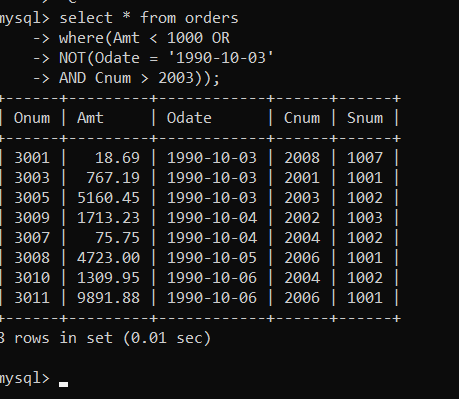 mysql> select * from orders
-> where(Amt < 1000 OR
-> NOT(Odate = '1990-10-03'
-> AND Cnum > 2003));
+------+---------+------------+------+------+
| Onum | Amt | Odate | Cnum | Snum |
+------+---------+------------+------+------+
| 3001 | 18.69 | 1990-10-03 | 2008 | 1007 |
| 3003 | 767.19 | 1990-10-03 | 2001 | 1001 |
| 3005 | 5160.45 | 1990-10-03 | 2003 | 1002 |
| 3009 | 1713.23 | 1990-10-04 | 2002 | 1003 |
| 3007 | 75.75 | 1990-10-04 | 2004 | 1002 |
| 3008 | 4723.00 | 1990-10-05 | 2006 | 1001 |
| 3010 | 1309.95 | 1990-10-06 | 2004 | 1002 |
| 3011 | 9891.88 | 1990-10-06 | 2006 | 1001 |
+------+---------+------------+------+------+
8 rows in set (0.01 sec)
mysql>